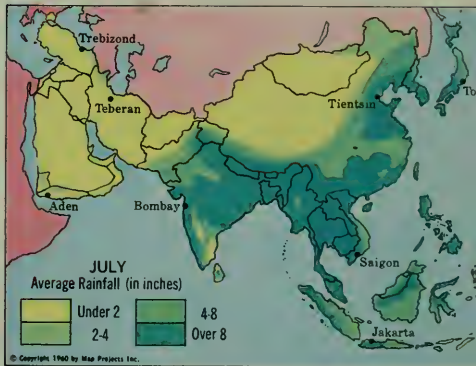 Trebizond
Teberan
Tientsin
To
Aden
Bombay
Saigon
Jakarta
JULY
Average Rainfall (in inches)
Under 2
4-8
2-4
Over 8
© Copyright 1960 by Map Projects Inc.